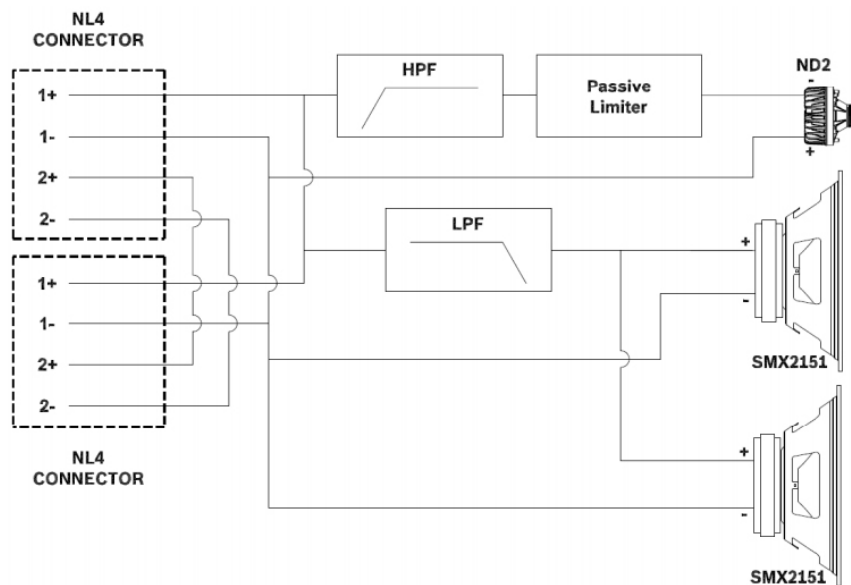 NL4
CONNECTOR
1+
1-
2+
2-
1+
1-
2+
2-
NL4
CONNECTOR
HPF
Passive
Limiter
ND2
-
+
LPF
+
-
SMX2151
+
-
SMX2151